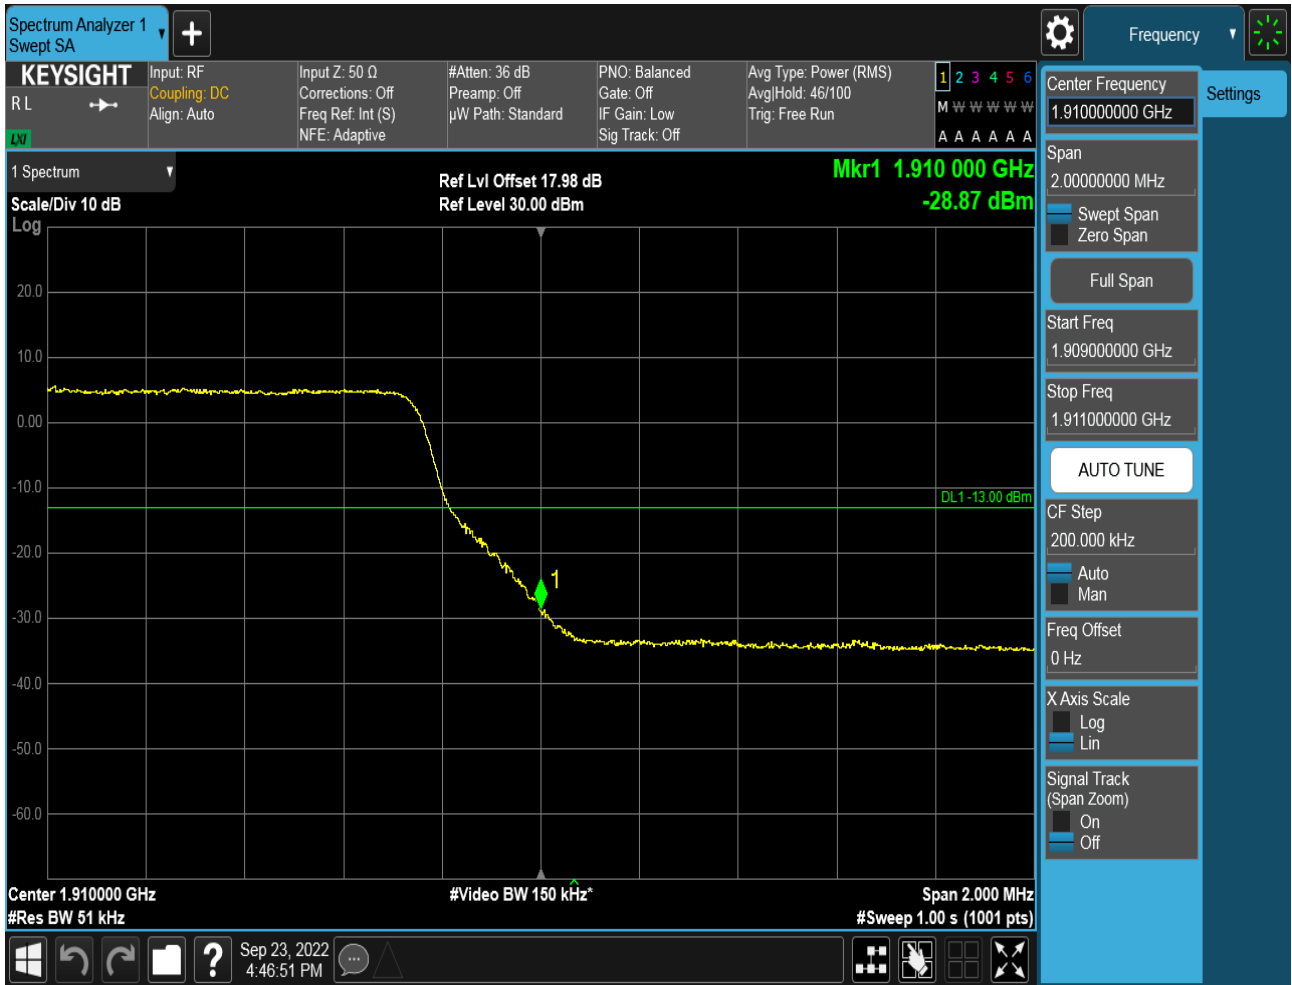 Spectrum Analyzer 1
Swept SA
Frequency
KEYSIGHT
R L
LXI
Input: RF
Coupling: DC
Align: Auto
Input Z: 50 Ω
Corrections: Off
Freq Ref: Int (S)
NFE: Adaptive
#Atten: 36 dB
Preamp: Off
µW Path: Standard
PNO: Balanced
Gate: Off
IF Gain: Low
Sig Track: Off
Avg Type: Power (RMS)
Avg|Hold: 46/100
Trig: Free Run
1 2 3 4 5 6
M W W W W W
A A A A A A
1 Spectrum
Scale/Div 10 dB
Log
Ref Lvl Offset 17.98 dB
Ref Level 30.00 dBm
Mkr1 1.910 000 GHz
-28.87 dBm
20.0
10.0
0.00
-10.0
-20.0
-30.0
-40.0
-50.0
-60.0
DL1 -13.00 dBm
1
Center 1.910000 GHz
#Res BW 51 kHz
#Video BW 150 kHz*
Span 2.000 MHz
#Sweep 1.00 s (1001 pts)
Center Frequency
1.910000000 GHz
Settings
Span
2.00000000 MHz
Swept Span
Zero Span
Full Span
Start Freq
1.909000000 GHz
Stop Freq
1.911000000 GHz
AUTO TUNE
CF Step
200.000 kHz
Auto
Man
Freq Offset
0 Hz
X Axis Scale
Log
Lin
Signal Track
(Span Zoom)
On
Off
?
Sep 23, 2022
4:46:51 PM